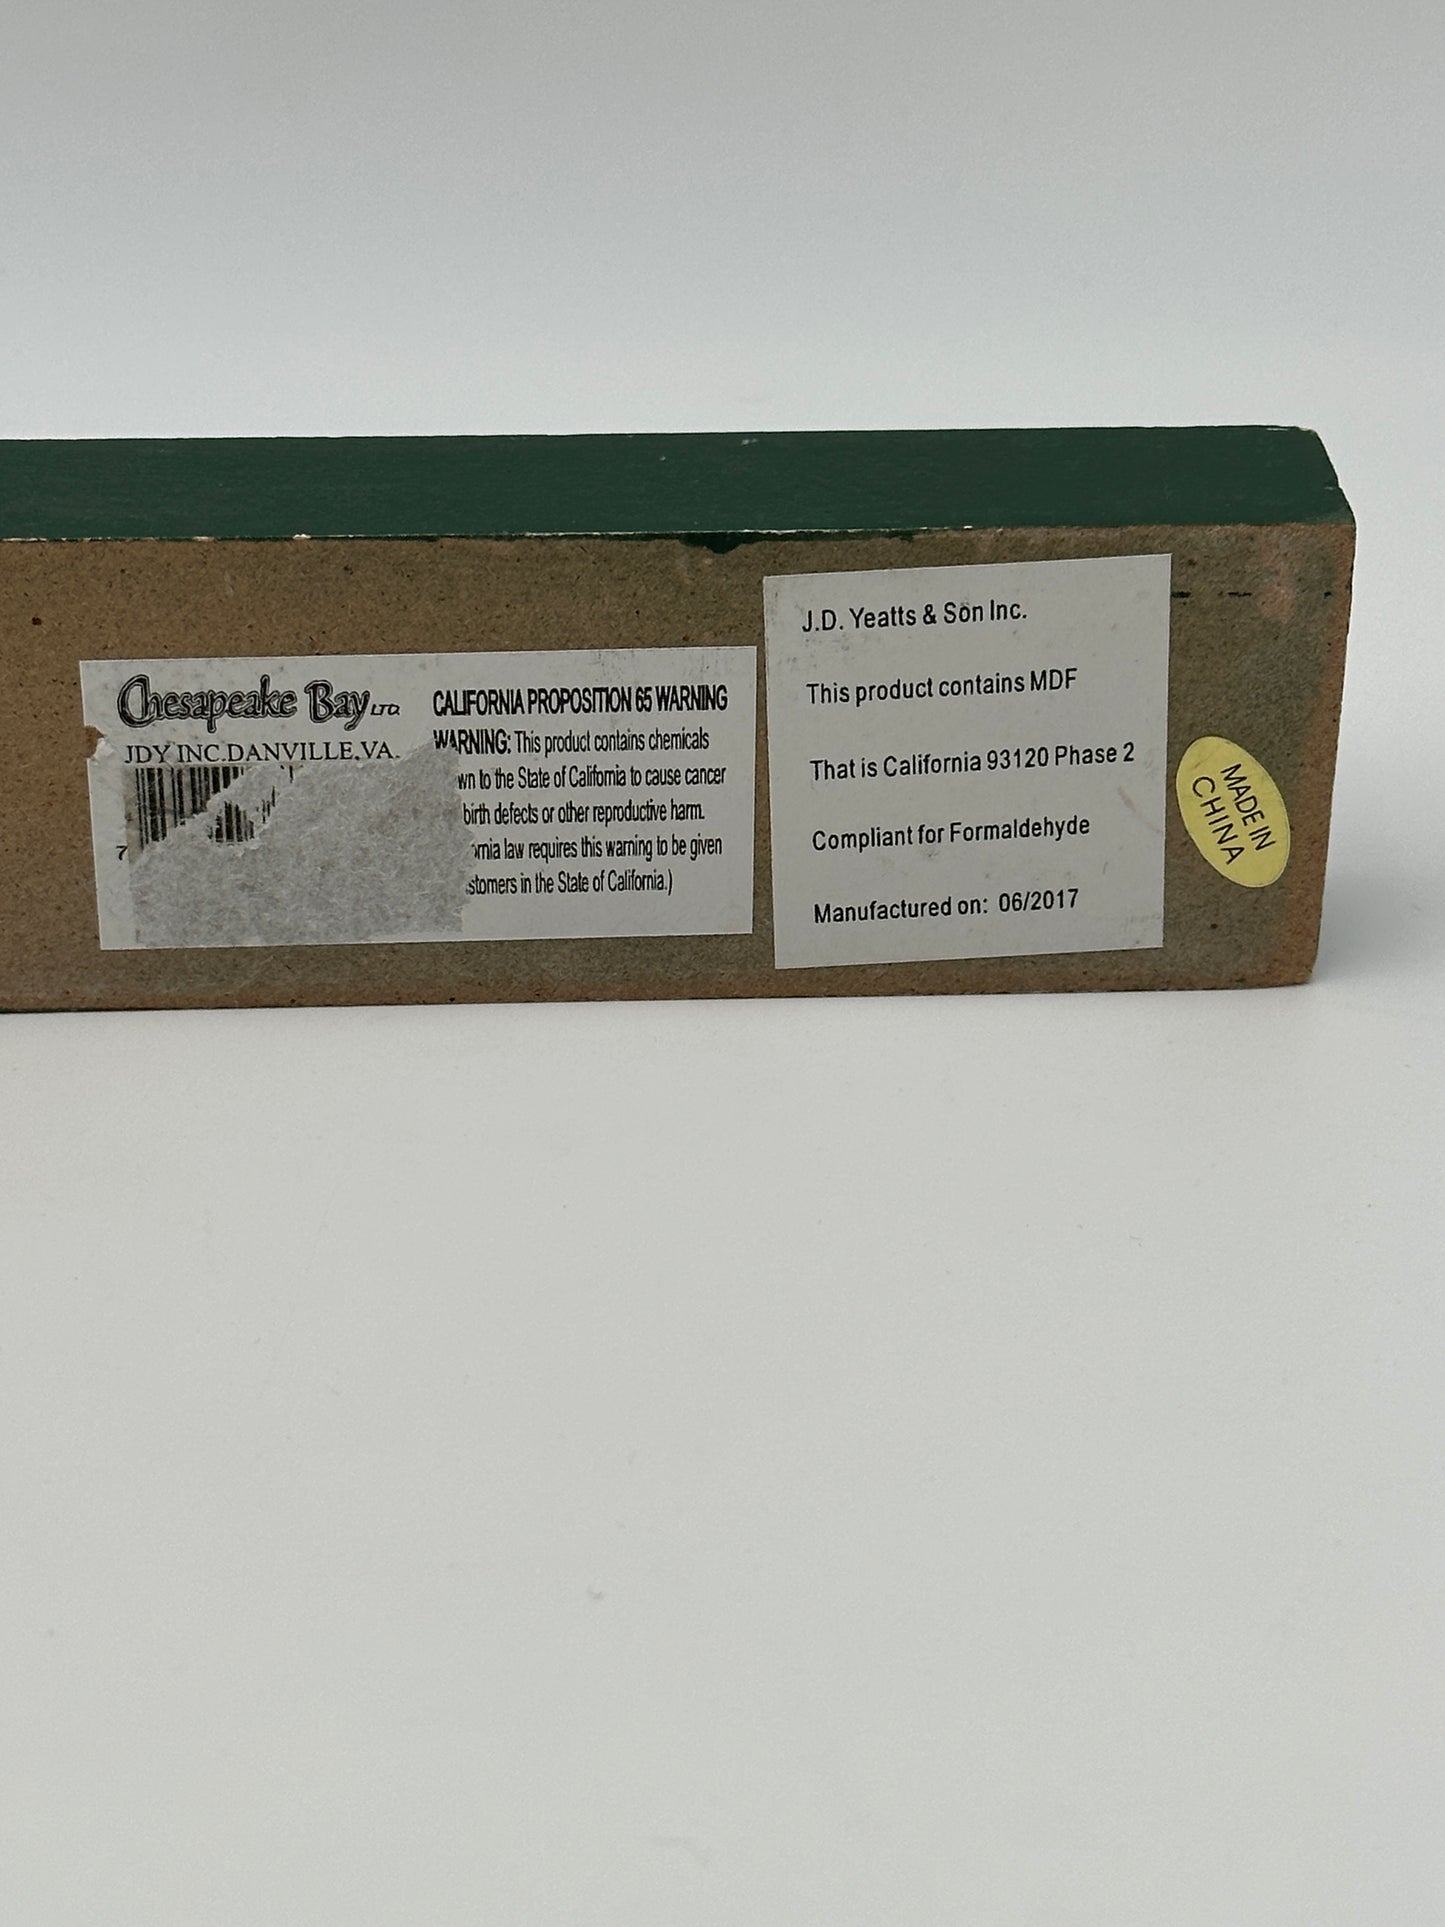 Chesapeake Bay LTD.
JDY INC.DANVILLE,VA.
7
CALIFORNIA PROPOSITION 65 WARNING
WARNING: This product contains chemicals
to the State of California to cause cancer
birth defects or other reproductive harm.
law requires this warning to be given
in the State of California.)
J.D. Yeatts & Son Inc.
This product contains MDF
That is California 93120 Phase 2
Compliant for Formaldehyde
Manufactured on: 06/2017
MADE IN
CHINA